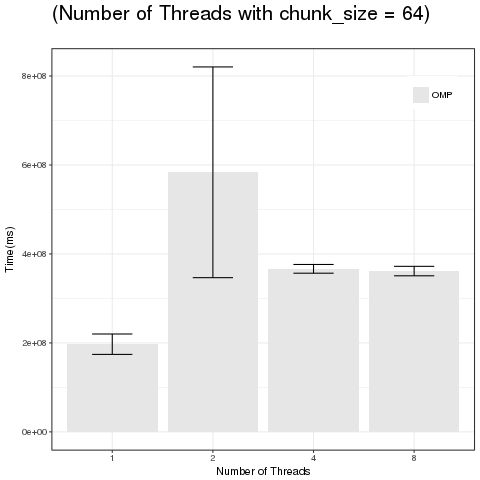 (Number of Threads with chunk_size = 64)
8e+08
OMP
6e+08
Time(ms)
4e+08
2e+08
0e+00
1 2 4 8
Number of Threads